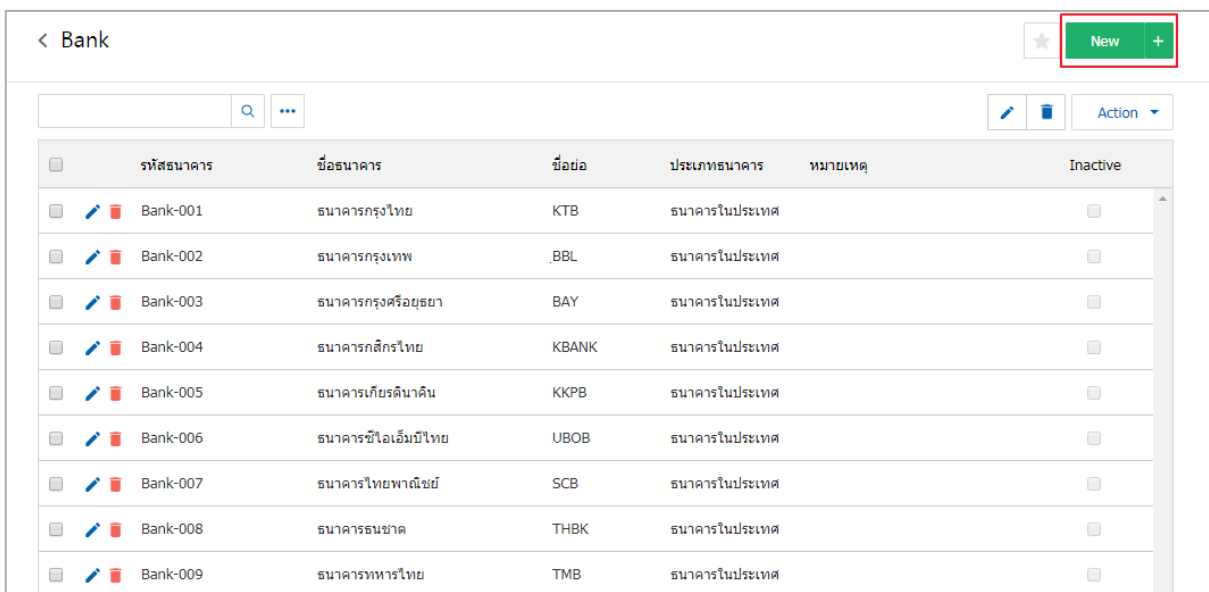 < Bank
New +
Action
รหัสธนาคาร ชื่อธนาคาร ชื่อย่อ ประเภทธนาคาร หมายเหตุ Inactive
Bank-001 ธนาคารกรุงไทย KTB ธนาคารในประเทศ
Bank-002 ธนาคารกรุงเทพ ฺBBL ธนาคารในประเทศ
Bank-003 ธนาคารกรุงศรีอยุธยา BAY ธนาคารในประเทศ
Bank-004 ธนาคารกสิกรไทย KBANK ธนาคารในประเทศ
Bank-005 ธนาคารเกียรตินาคิน KKPB ธนาคารในประเทศ
Bank-006 ธนาคารซีไอเอ็มบีไทย UBOB ธนาคารในประเทศ
Bank-007 ธนาคารไทยพาณิชย์ SCB ธนาคารในประเทศ
Bank-008 ธนาคารธนชาต THBK ธนาคารในประเทศ
Bank-009 ธนาคารทหารไทย TMB ธนาคารในประเทศ